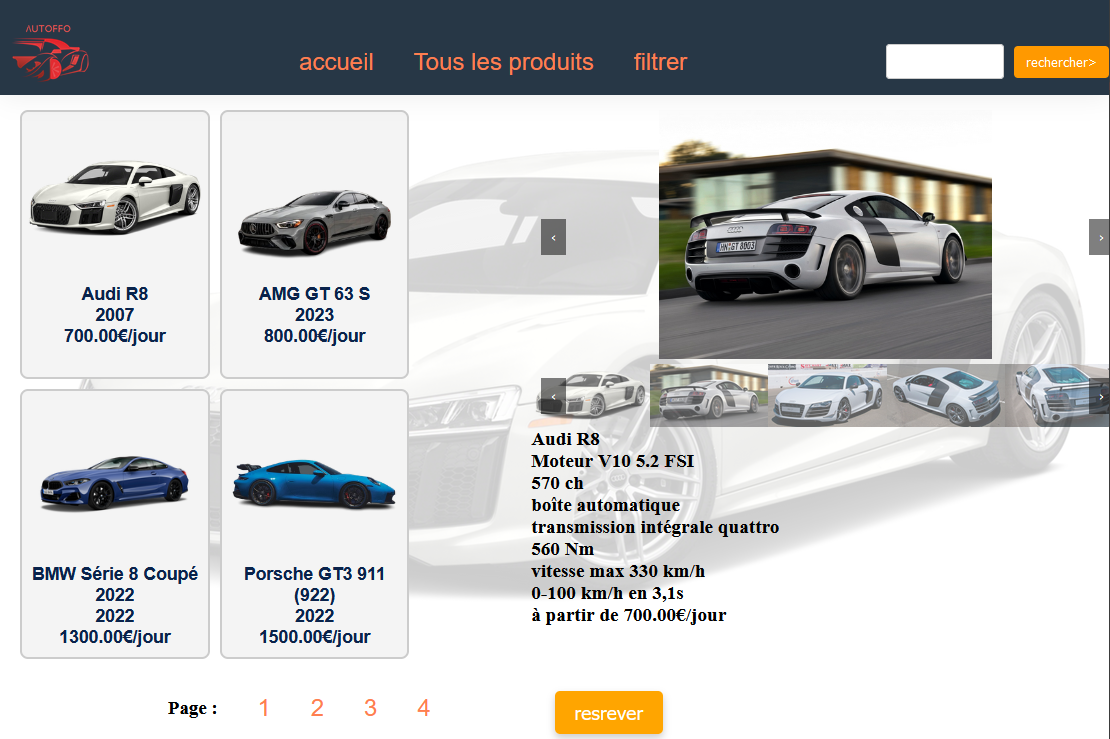 AUTOFFO
accueil
Tous les produits
filtrer
rechercher>
Audi R8
2007
700.00€/jour
AMG GT 63 S
2023
800.00€/jour
BMW Série 8 Coupé
2022
2022
1300.00€/jour
Porsche GT3 911
(922)
2022
1500.00€/jour
Page :
1
2
3
4
‹
›
HN GT 8003
‹
›
Audi R8
Moteur V10 5.2 FSI
570 ch
boîte automatique
transmission intégrale quattro
560 Nm
vitesse max 330 km/h
0-100 km/h en 3,1s
à partir de 700.00€/jour
resrever